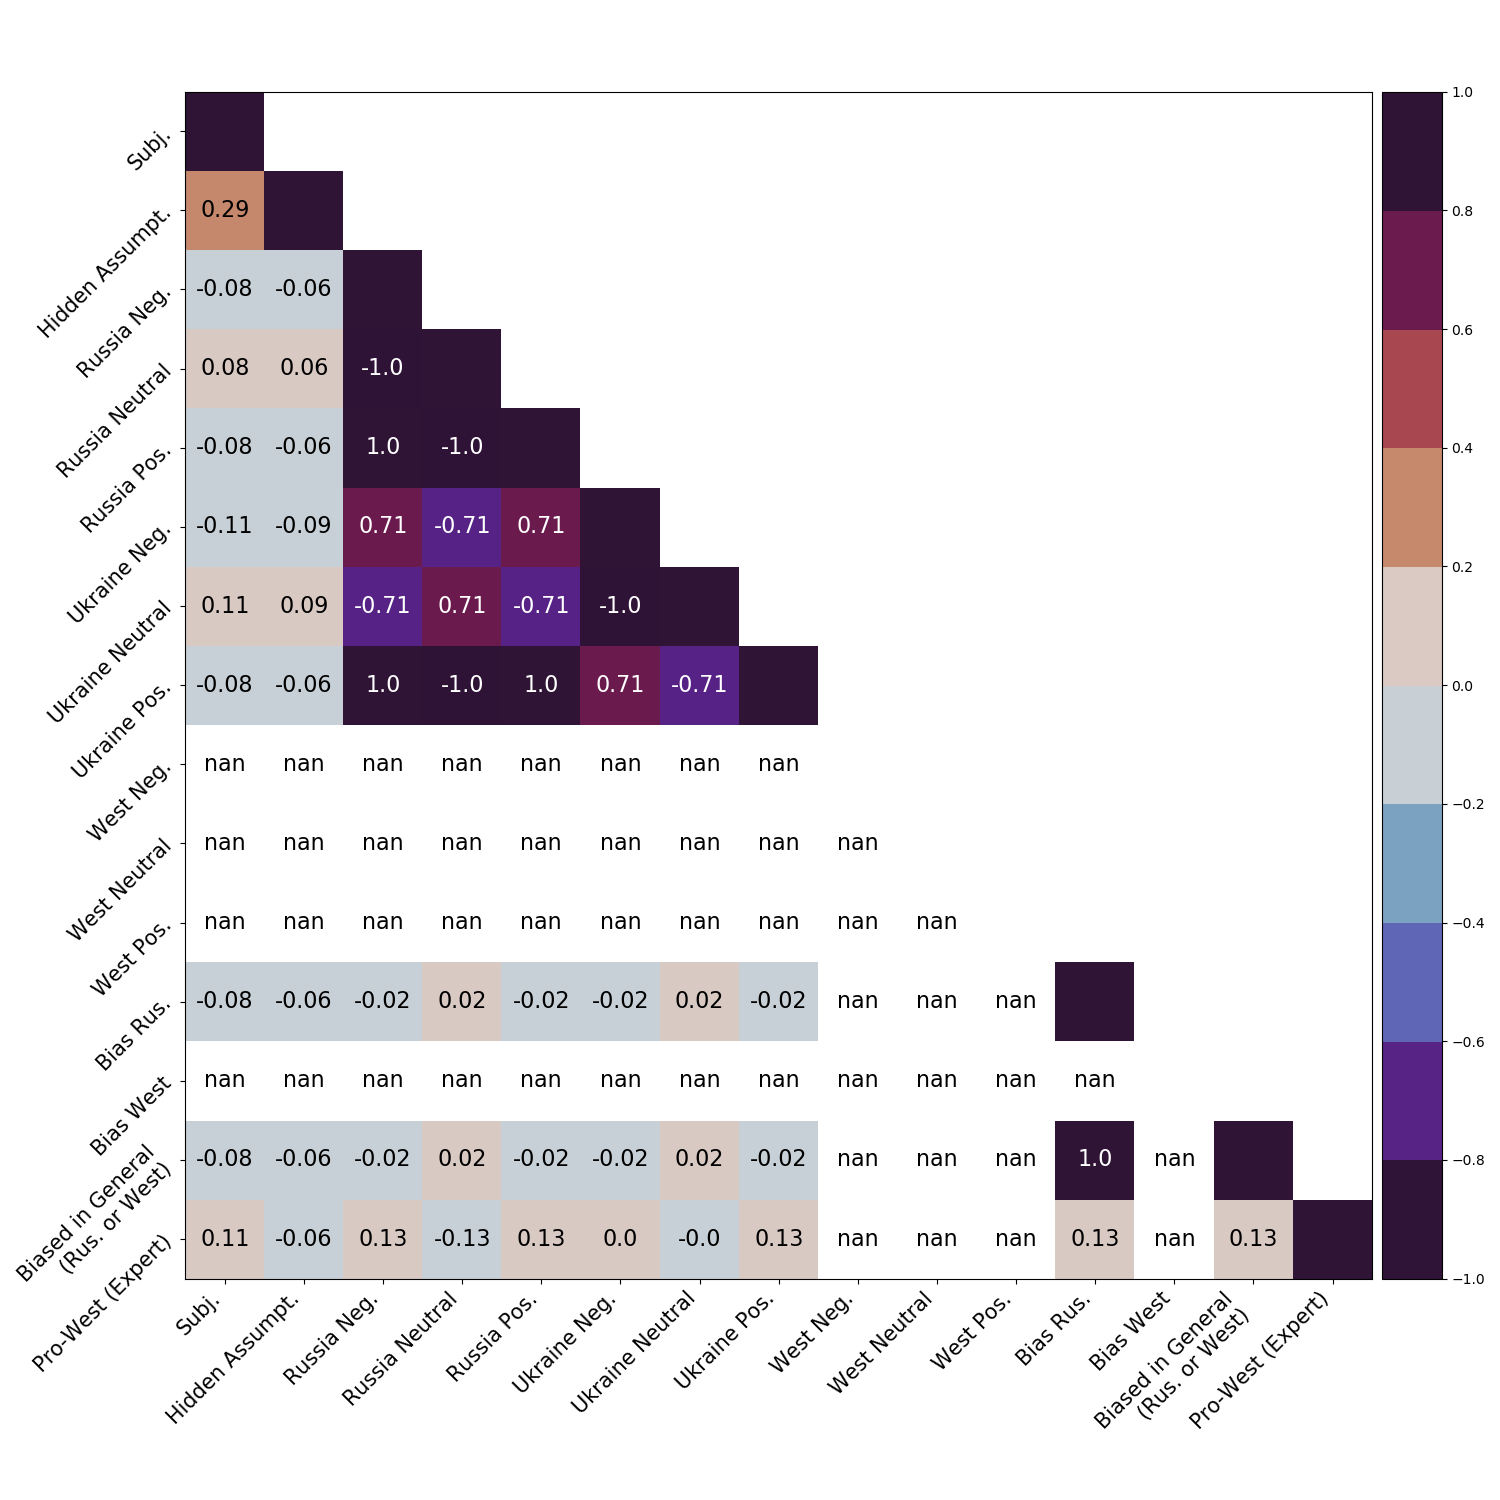 1.0
Subj.
0.8
Hidden Assumpt.
0.29
Russia Neg.
-0.08 -0.06
0.6
Russia Neutral
0.08 0.06 -1.0
0.4
Russia Pos.
-0.08 -0.06 1.0 -1.0
Ukraine Neg.
-0.11 -0.09 0.71 -0.71 0.71
0.2
Ukraine Neutral
0.11 0.09 -0.71 0.71 -0.71 -1.0
0.0
Ukraine Pos.
-0.08 -0.06 1.0 -1.0 1.0 0.71 -0.71
West Neg.
nan nan nan nan nan nan nan nan
−0.2
West Neutral
nan nan nan nan nan nan nan nan nan
West Pos.
nan nan nan nan nan nan nan nan nan nan
−0.4
Bias Rus.
-0.08 -0.06 -0.02 0.02 -0.02 -0.02 0.02 -0.02 nan nan nan
−0.6
Bias West
nan nan nan nan nan nan nan nan nan nan nan nan
Biased in General
(Rus. or West)
-0.08 -0.06 -0.02 0.02 -0.02 -0.02 0.02 -0.02 nan nan nan 1.0 nan
−0.8
Pro-West (Expert)
0.11 -0.06 0.13 -0.13 0.13 0.0 -0.0 0.13 nan nan nan 0.13 nan 0.13
−1.0
Subj.
Hidden Assumpt.
Russia Neg.
Russia Neutral
Russia Pos.
Ukraine Neg.
Ukraine Neutral
Ukraine Pos.
West Neg.
West Neutral
West Pos.
Bias Rus.
Bias West
Biased in General
(Rus. or West)
Pro-West (Expert)